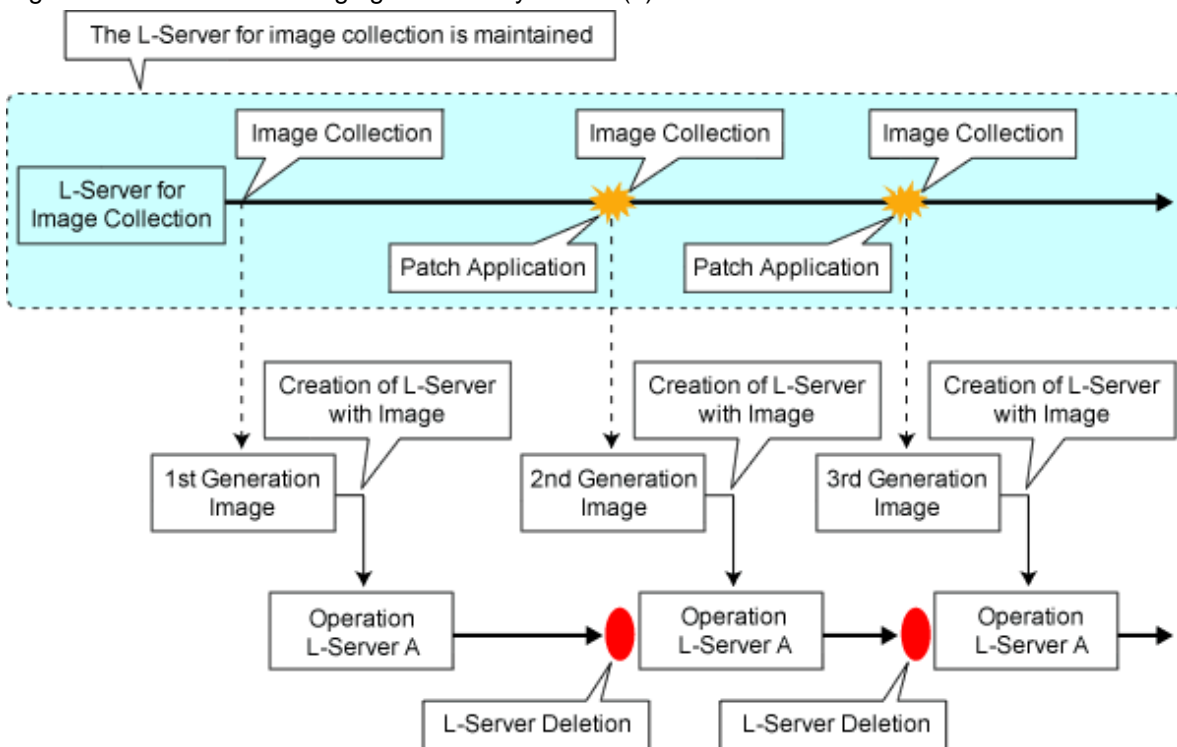 The L-Server for image collection is maintained
Image Collection
Image Collection
Image Collection
L-Server for
Image Collection
Patch Application
Patch Application
Creation of L-Server
with Image
Creation of L-Server
with Image
Creation of L-Server
with Image
1st Generation
Image
2nd Generation
Image
3rd Generation
Image
Operation
L-Server A
Operation
L-Server A
Operation
L-Server A
L-Server Deletion
L-Server Deletion